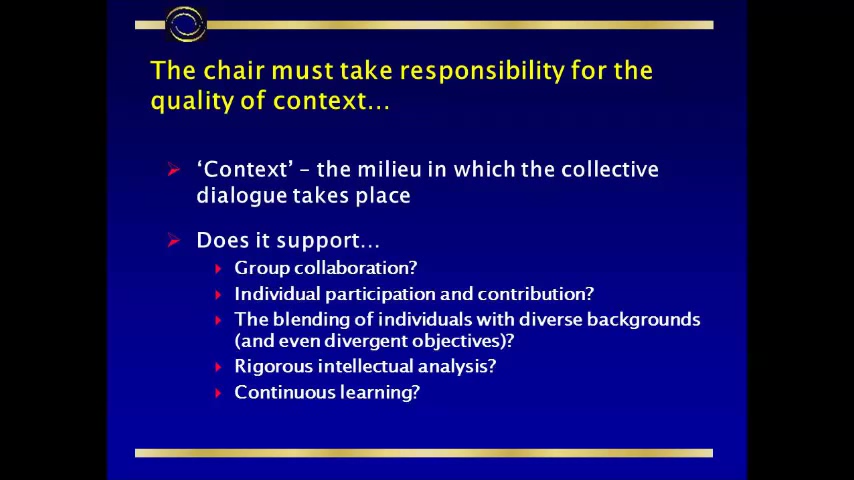 The chair must take responsibility for the
quality of context…
‘Context’ – the milieu in which the collective
dialogue takes place
Does it support…
Group collaboration?
Individual participation and contribution?
The blending of individuals with diverse backgrounds
(and even divergent objectives)?
Rigorous intellectual analysis?
Continuous learning?